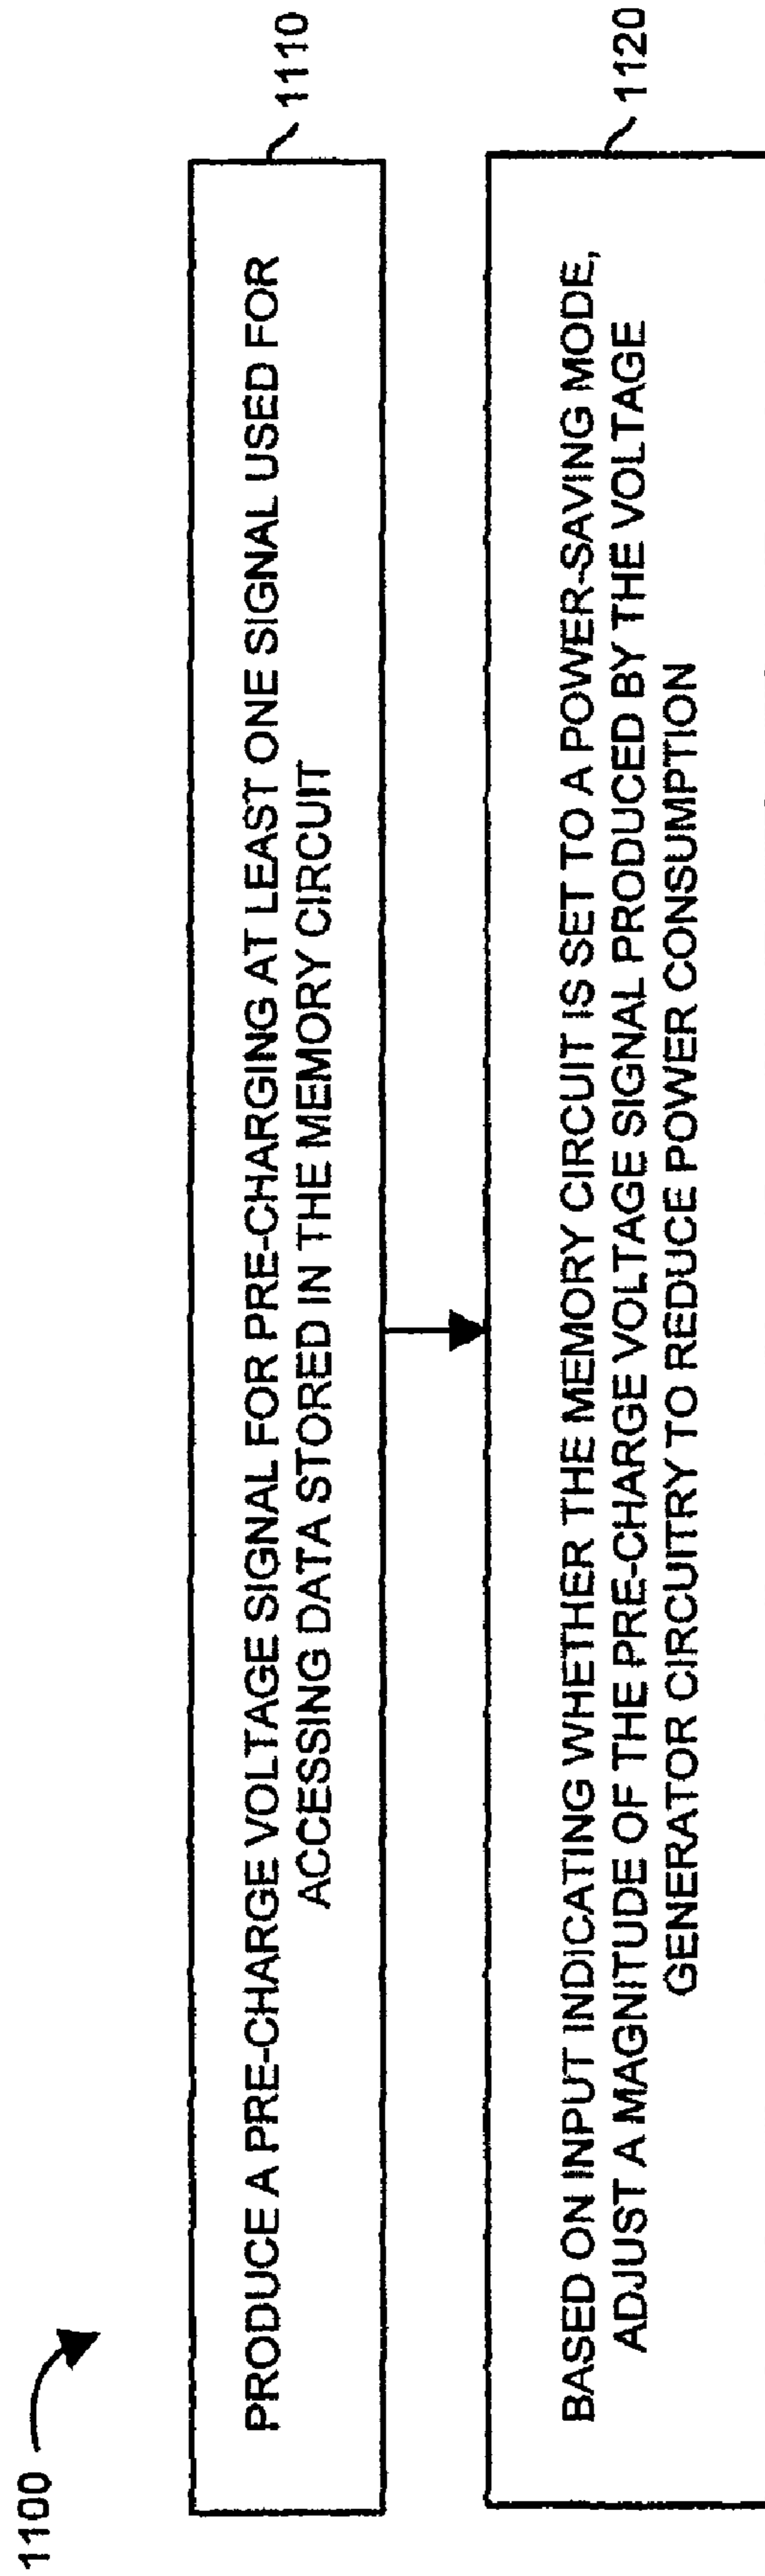 1100
PRODUCE A PRE-CHARGE VOLTAGE SIGNAL FOR PRE-CHARGING AT LEAST ONE SIGNAL USED FOR
ACCESSING DATA STORED IN THE MEMORY CIRCUIT
1110
BASED ON INPUT INDICATING WHETHER THE MEMORY CIRCUIT IS SET TO A POWER-SAVING MODE,
ADJUST A MAGNITUDE OF THE PRE-CHARGE VOLTAGE SIGNAL PRODUCED BY THE VOLTAGE
GENERATOR CIRCUITRY TO REDUCE POWER CONSUMPTION
1120